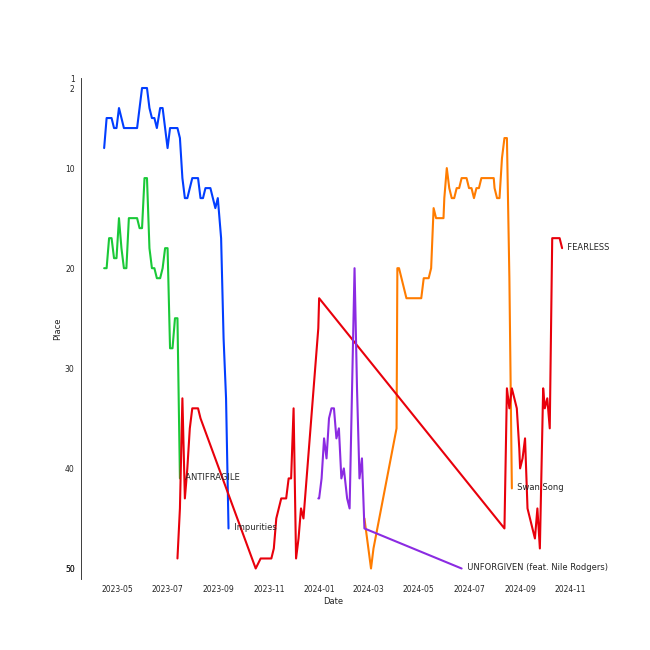 1
2
10
20
30
40
50
Place
FEARLESS
ANTIFRAGILE
Swan Song
Impurities
UNFORGIVEN (feat. Nile Rodgers)
2023-05 2023-07 2023-09 2023-11 2024-01 2024-03 2024-05 2024-07 2024-09 2024-11
Date